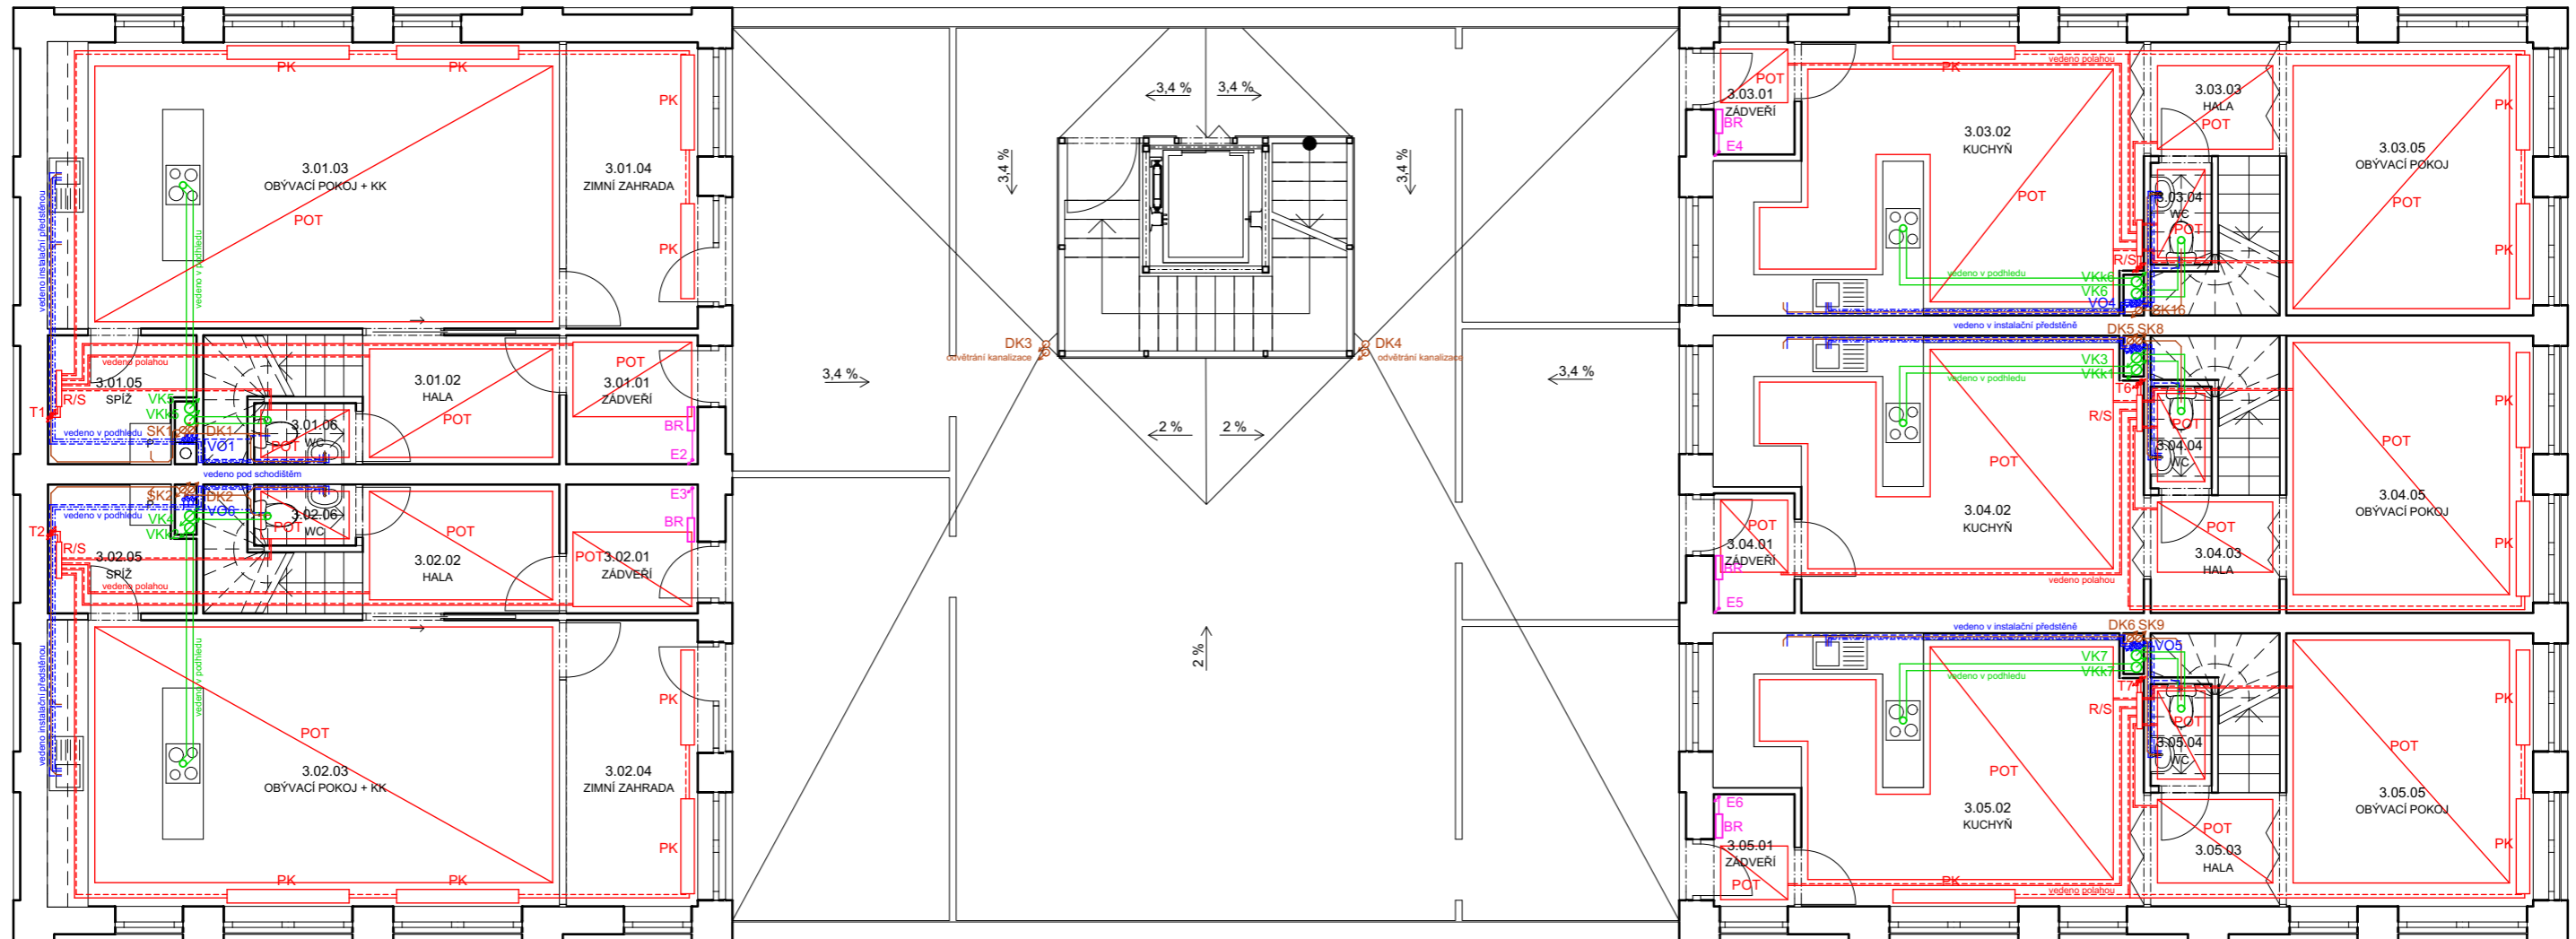 PK
PK
PK
3.01.03
OBÝVACÍ POKOJ + KK
POT
3.01.04
ZIMNÍ ZAHRADA
PK
vedeno instalační předstěnou
vedeno v podhledu
vedeno polahou
3.01.05
SPÍŽ
R/S
T1
VK5
VKk5
vedeno v podhledu
SK1
DK1
VO1
3.01.06
WC
POT
3.01.02
HALA
POT
POT
3.01.01
ZÁDVEŘÍ
BR
E2
vedeno pod schodištěm
SK2
DK2
VO6
vedeno v podhledu
VK4
T2
R/S
3.02.05
SPÍŽ
vedeno polahou
3.02.06
WC
POT
POT
3.02.02
HALA
E3
BR
POT
3.02.01
ZÁDVEŘÍ
vedeno instalační předstěnou
vedeno v podhledu
POT
3.02.03
OBÝVACÍ POKOJ + KK
3.02.04
ZIMNÍ ZAHRADA
PK
PK
PK
PK
3,4 %
3,4 %
3,4 %
3,4 %
DK3
odvětrání kanalizace
DK4
odvětrání kanalizace
3,4 %
3,4 %
2 %
2 %
2 %
POT
3.03.01
ZÁDVEŘÍ
BR
E4
PK
vedeno polahou
3.03.02
KUCHYŇ
POT
3.03.03
HALA
POT
3.03.04
WC
POT
R/S
VKk6
VK6
VO4
SK16
vedeno v podhledu
vedeno v instalační předstěně
PK
3.03.05
OBÝVACÍ POKOJ
POT
PK
DK5
SK8
VK3
VKk1
vedeno v podhledu
T6
R/S
POT
3.04.04
WC
POT
3.04.02
KUCHYŇ
POT
3.04.01
ZÁDVEŘÍ
BR
E5
vedeno polahou
POT
3.04.03
HALA
PK
POT
3.04.05
OBÝVACÍ POKOJ
PK
vedeno v instalační předstěně
DK6
SK9
VO5
VK7
VKk7
vedeno v podhledu
T7
R/S
POT
3.05.04
WC
POT
3.05.02
KUCHYŇ
E6
BR
3.05.01
ZÁDVEŘÍ
POT
PK
vedeno polahou
POT
3.05.03
HALA
PK
POT
3.05.05
OBÝVACÍ POKOJ
PK